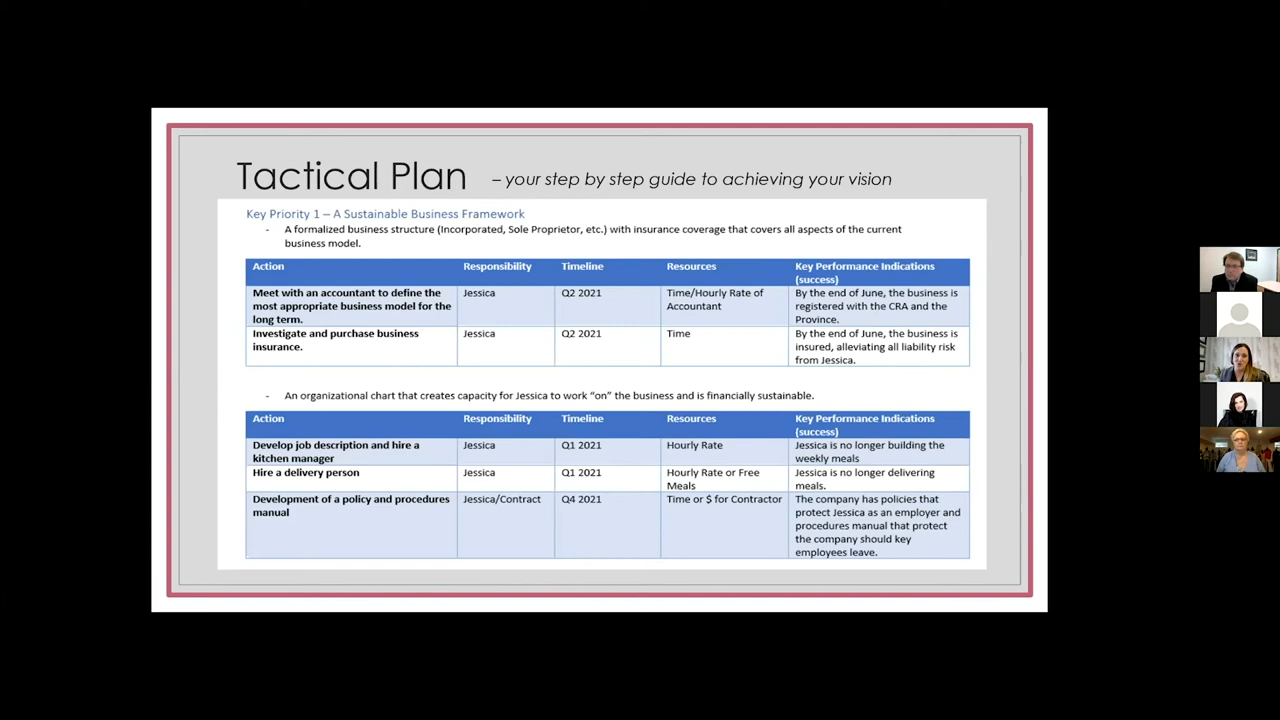 Tactical Plan – your step by step guide to achieving your vision
Key Priority 1 – A Sustainable Business Framework
- A formalized business structure (Incorporated, Sole Proprietor, etc.) with insurance coverage that covers all aspects of the current
business model.
Action Responsibility Timeline Resources Key Performance Indications
(success)
Meet with an accountant to define the Jessica Q2 2021 Time/Hourly Rate of By the end of June, the business is
most appropriate business model for the Accountant registered with the CRA and the
long term. Province.
Investigate and purchase business Jessica Q2 2021 Time By the end of June, the business is
insurance. insured, alleviating all liability risk
from Jessica.
- An organizational chart that creates capacity for Jessica to work “on” the business and is financially sustainable.
Action Responsibility Timeline Resources Key Performance Indications
(success)
Develop job description and hire a Jessica Q1 2021 Hourly Rate Jessica is no longer building the
kitchen manager weekly meals
Hire a delivery person Jessica Q1 2021 Hourly Rate or Free Jessica is no longer delivering
Meals meals.
Development of a policy and procedures Jessica/Contract Q4 2021 Time or $ for Contractor The company has policies that
manual protect Jessica as an employer and
procedures manual that protect
the company should key
employees leave.